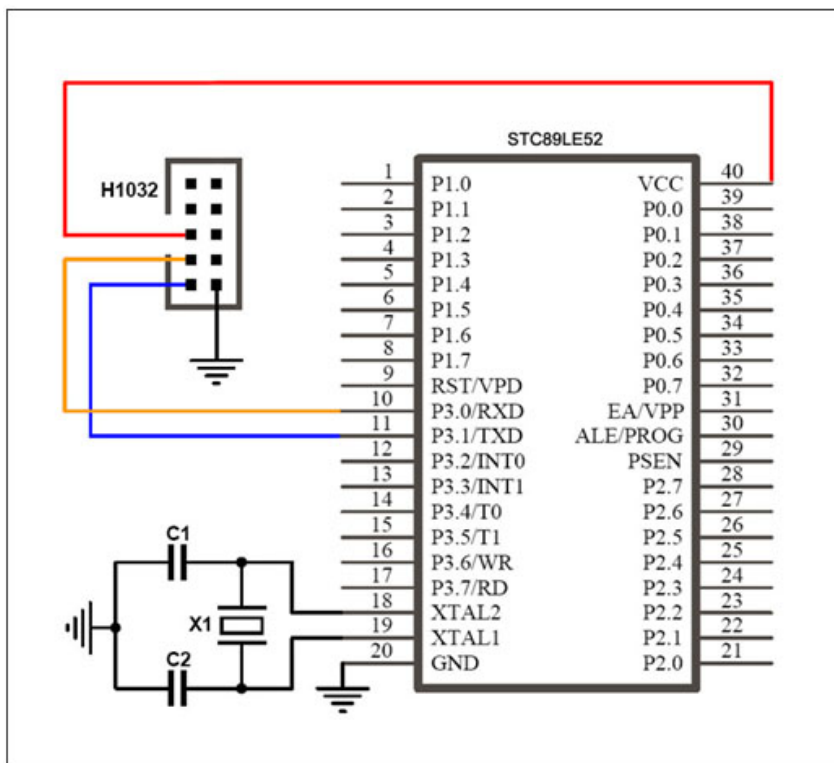 STC89LE52
H1032
1 P1.0 VCC 40
2 P1.1 P0.0 39
3 P1.2 P0.1 38
4 P1.3 P0.2 37
5 P1.4 P0.3 36
6 P1.5 P0.4 35
7 P1.6 P0.5 34
8 P1.7 P0.6 33
9 RST/VPD P0.7 32
10 P3.0/RXD EA/VPP 31
11 P3.1/TXD ALE/PROG 30
12 P3.2/INT0 PSEN 29
13 P3.3/INT1 P2.7 28
14 P3.4/T0 P2.6 27
15 P3.5/T1 P2.5 26
16 P3.6/WR P2.4 25
17 P3.7/RD P2.3 24
18 XTAL2 P2.2 23
19 XTAL1 P2.1 22
20 GND P2.0 21
C1
X1
C2